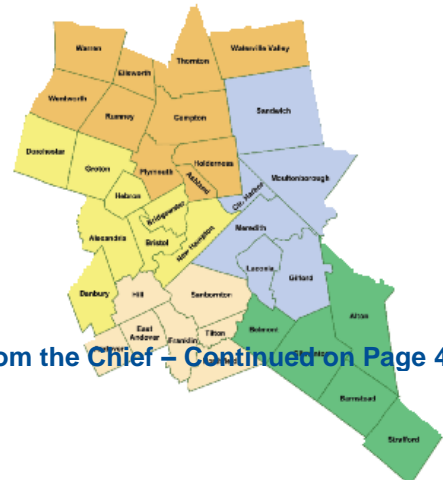 Warren
Ellsworth
Thornton
Waterville Valley
Wentworth
Rumney
Campton
Sandwich
Dorchester
Groton
Plymouth
Holderness
Ashland
Moultonborough
Hebron
Ctr. Harbor
Bridgewater
Alexandria
Bristol
New Hampton
Meredith
Laconia
Gilford
Danbury
Hill
Sanbornton
Alton
East
Andover
Franklin
Tilton
Belmont
om the Chief – Continued on Page 4
Barnstead
Strafford